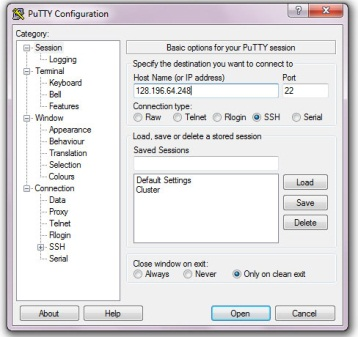 PuTTY Configuration
Category:
Session
Logging
Terminal
Keyboard
Bell
Features
Window
Appearance
Behaviour
Translation
Selection
Colours
Connection
Data
Proxy
Telnet
Rlogin
SSH
Serial
Basic options for your PuTTY session
Specify the destination you want to connect to
Host Name (or IP address) Port
128.196.64.248 22
Connection type:
Raw Telnet Rlogin SSH Serial
Load, save or delete a stored session
Saved Sessions
Default Settings
Cluster
Load
Save
Delete
Close window on exit:
Always Never Only on clean exit
About Help Open Cancel